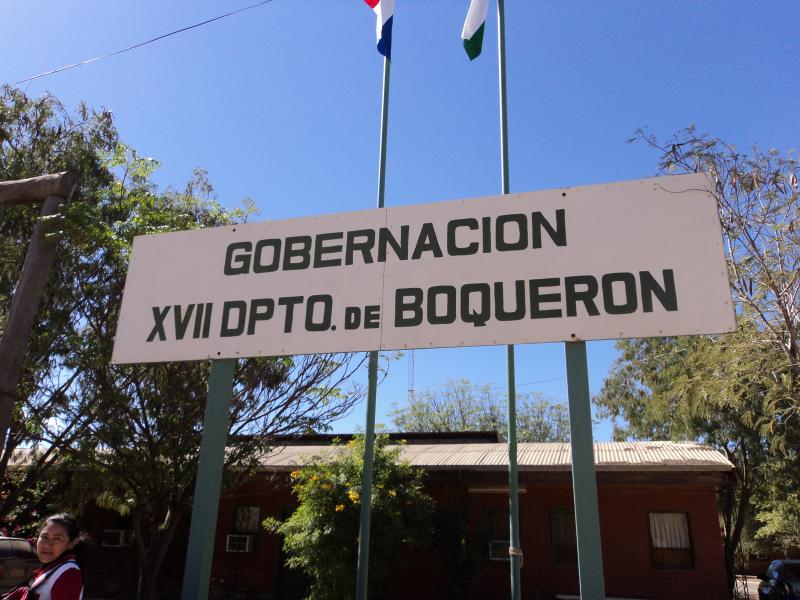 GOBERNACION
XVII DPTO. DE BOQUERON